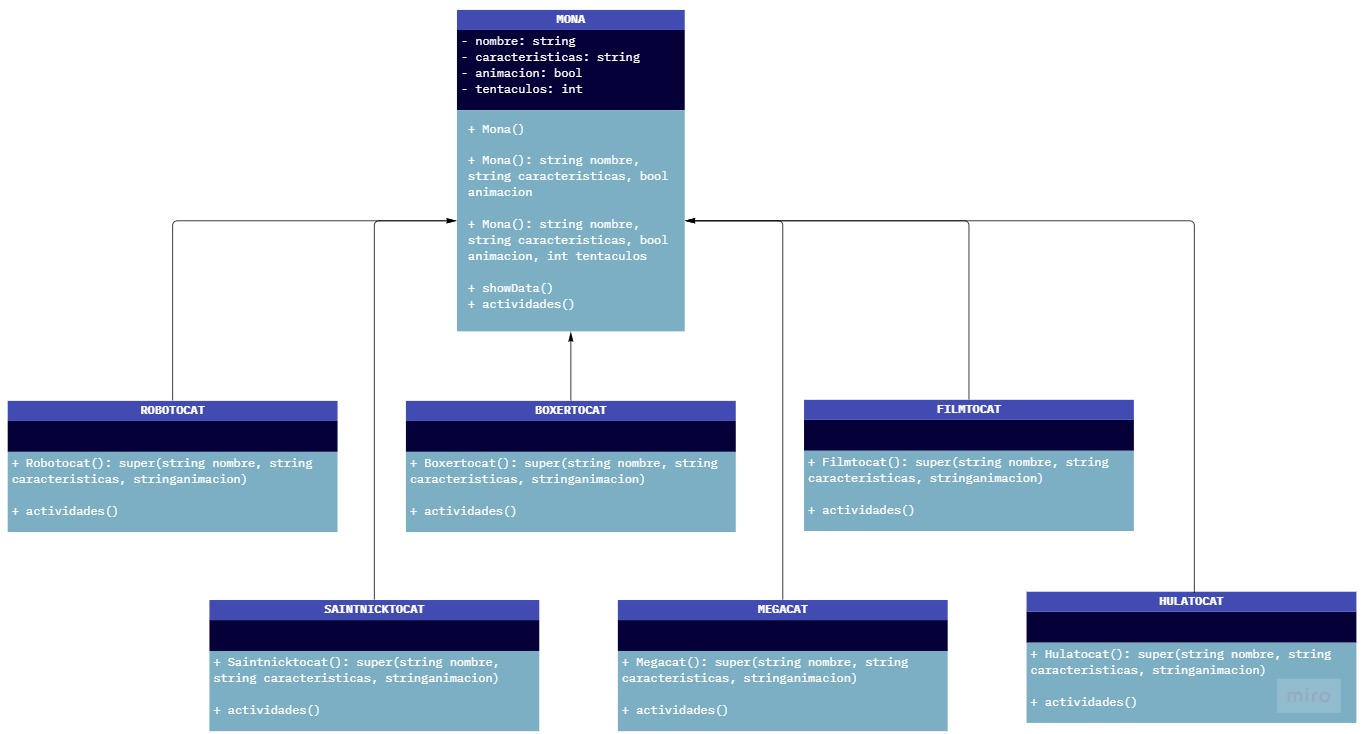 MONA
- nombre: string
- caracteristicas: string
- animacion: bool
- tentaculos: int
+ Mona()
+ Mona(): string nombre,
string caracteristicas, bool
animacion
+ Mona(): string nombre,
string caracteristicas, bool
animacion, int tentaculos
+ showData()
+ actividades()
ROBOTOCAT
+ Robotocat(): super(string nombre, string
caracteristicas, stringanimacion)
+ actividades()
BOXERTOCAT
+ Boxertocat(): super(string nombre, string
caracteristicas, stringanimacion)
+ actividades()
FILMTOCAT
+ Filmtocat(): super(string nombre, string
caracteristicas, stringanimacion)
+ actividades()
SAINTNICKTOCAT
+ Saintnicktocat(): super(string nombre,
string caracteristicas, stringanimacion)
+ actividades()
MEGACAT
+ Megacat(): super(string nombre, string
caracteristicas, stringanimacion)
+ actividades()
HULATOCAT
+ Hulatocat(): super(string nombre, string
caracteristicas, stringanimacion)
+ actividades()
miro